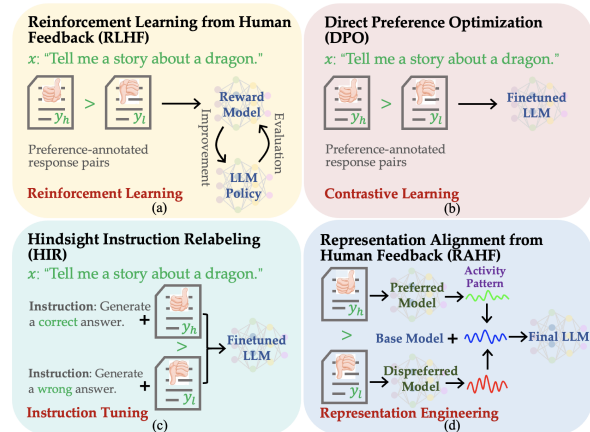 Reinforcement Learning from Human
Feedback (RLHF)
x: "Tell me a story about a dragon."
y_h
>
y_l
Reward
Model
Improvement
Evaluation
LLM
Policy
Preference-annotated
response pairs
Reinforcement Learning
(a)
Direct Preference Optimization
(DPO)
x: "Tell me a story about a dragon."
y_h
>
y_l
Finetuned
LLM
Preference-annotated
response pairs
Contrastive Learning
(b)
Hindsight Instruction Relabeling
(HIR)
x: "Tell me a story about a dragon."
Instruction: Generate
a correct answer.
+
y_h
>
Finetuned
LLM
Instruction: Generate
a wrong answer.
+
y_l
Instruction Tuning
(c)
Representation Alignment from
Human Feedback (RAHF)
y_h
Preferred
Model
Activity
Pattern
>
Base Model +
Final LLM
y_l
Dispreferred
Model
Representation Engineering
(d)